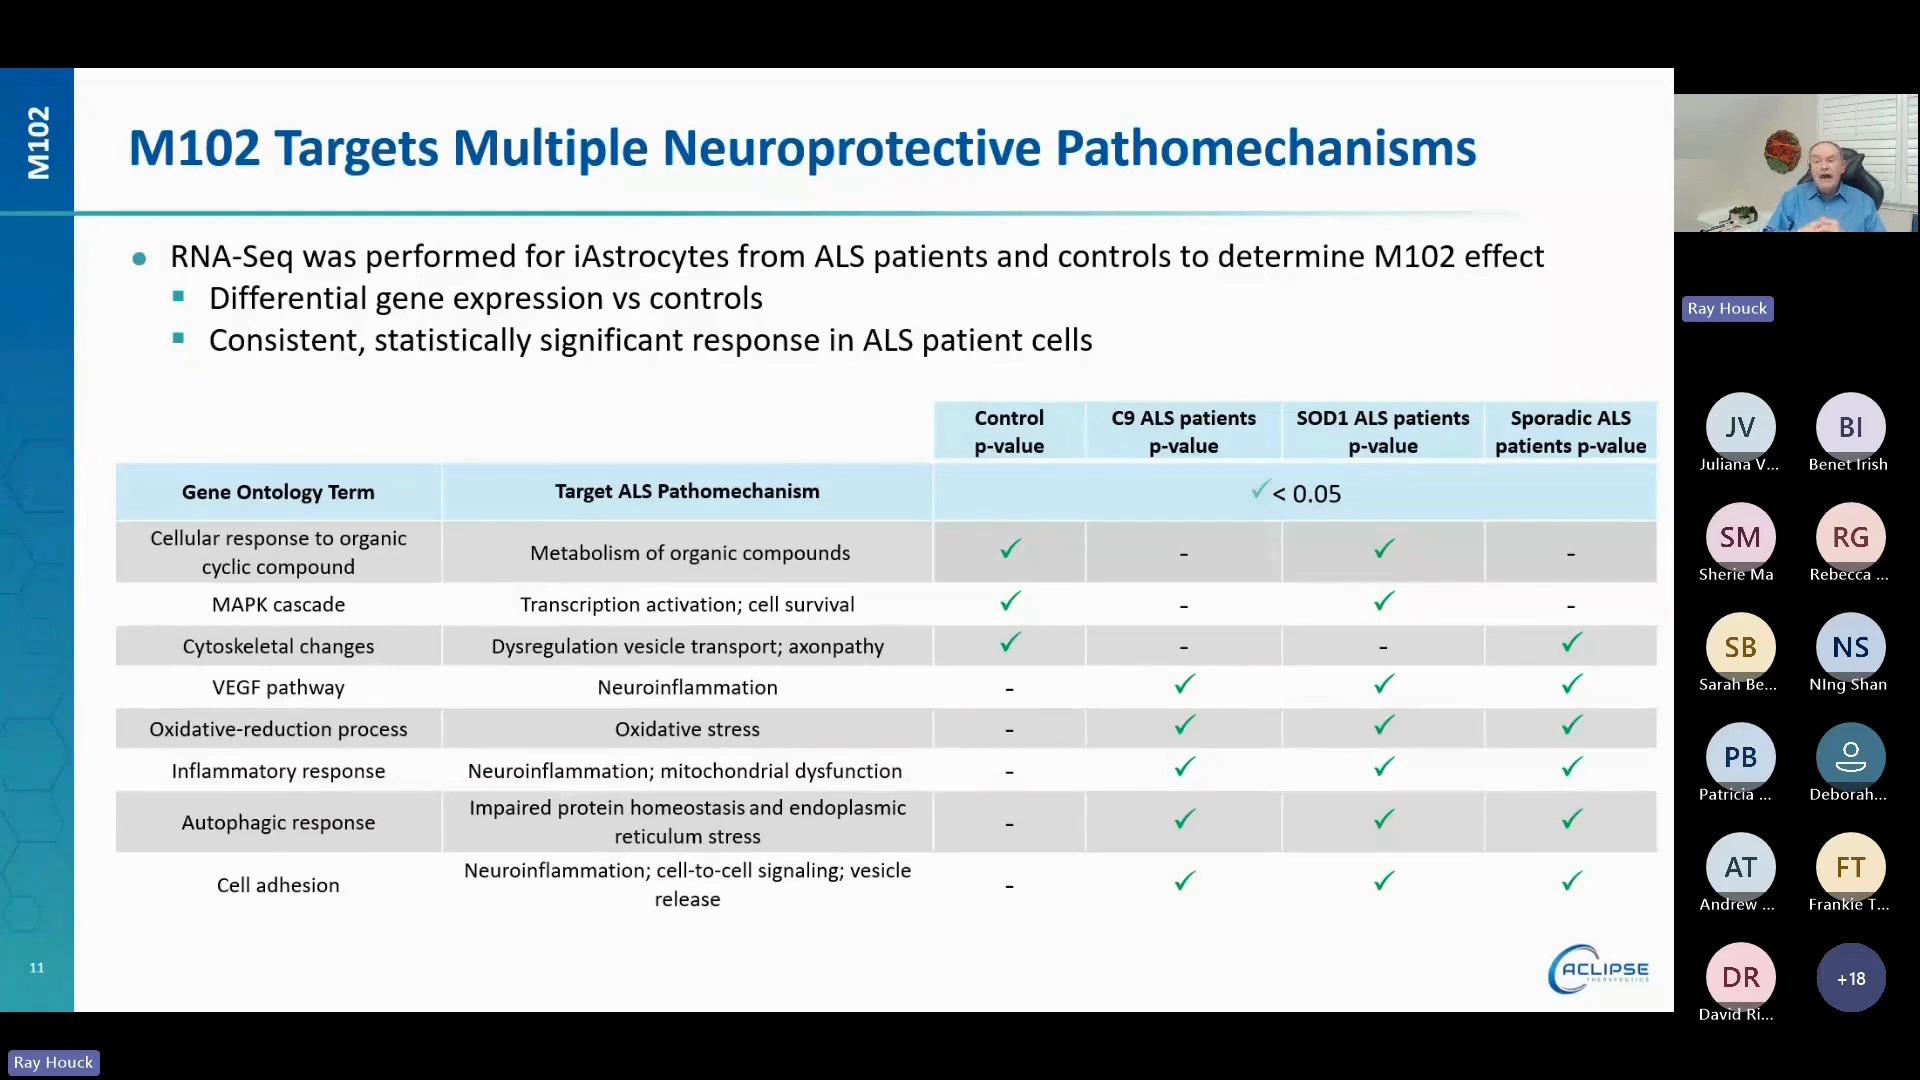 M102
M102 Targets Multiple Neuroprotective Pathomechanisms
RNA-Seq was performed for iAstrocytes from ALS patients and controls to determine M102 effect
Differential gene expression vs controls
Consistent, statistically significant response in ALS patient cells
Control p-value C9 ALS patients p-value SOD1 ALS patients p-value Sporadic ALS patients p-value
Gene Ontology Term Target ALS Pathomechanism ✓< 0.05
Cellular response to organic cyclic compound Metabolism of organic compounds ✓ - ✓ -
MAPK cascade Transcription activation; cell survival ✓ - ✓ -
Cytoskeletal changes Dysregulation vesicle transport; axonpathy ✓ - - ✓
VEGF pathway Neuroinflammation - ✓ ✓ ✓
Oxidative-reduction process Oxidative stress - ✓ ✓ ✓
Inflammatory response Neuroinflammation; mitochondrial dysfunction - ✓ ✓ ✓
Autophagic response Impaired protein homeostasis and endoplasmic reticulum stress - ✓ ✓ ✓
Cell adhesion Neuroinflammation; cell-to-cell signaling; vesicle release - ✓ ✓ ✓
11
ACLIPSE
THERAPEUTICS
Ray Houck
JV BI
Juliana V... Benet Irish
SM RG
Sherie Ma Rebecca ...
SB NS
Sarah Be... NIng Shan
PB
Patricia ... Deborah...
AT FT
Andrew ... Frankie T...
DR +18
David Ri...
Ray Houck